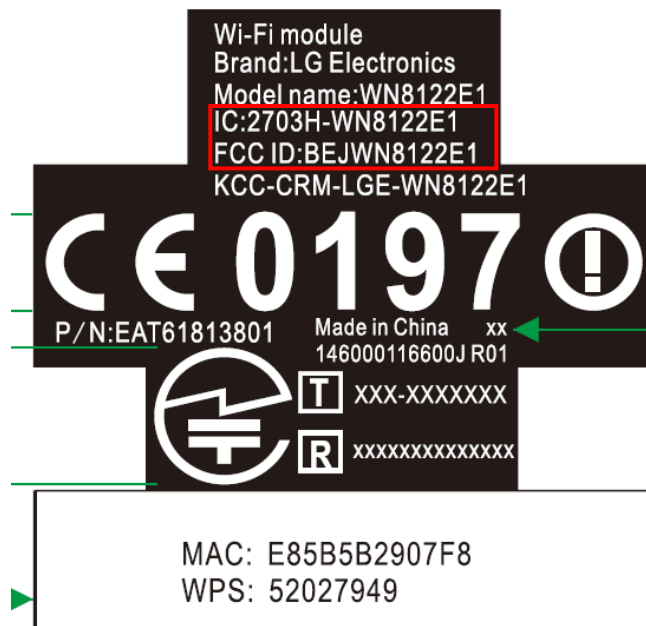 Wi-Fi module
Brand:LG Electronics
Model name:WN8122E1
IC:2703H-WN8122E1
FCC ID:BEJWN8122E1
KCC-CRM-LGE-WN8122E1
CE 0197
P/N:EAT61813801
Made in China xx
146000116600J R01
T XXX-XXXXXXX
R XXXXXXXXXXXXXX
MAC: E85B5B2907F8
WPS: 52027949